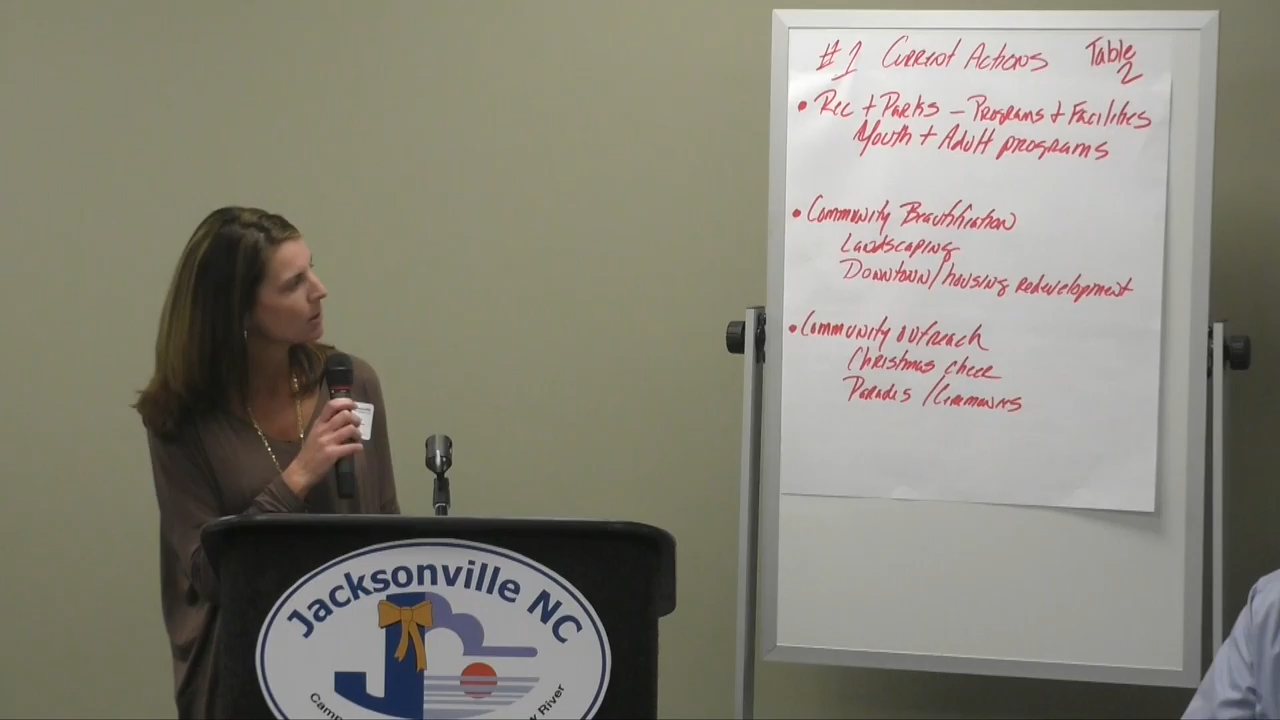 #1 Current Actions Table 2
• Rec + Parks – Programs + Facilities
Youth + Adult programs
• Community Beautification
Landscaping
Downtown/housing redevelopment
• Community outreach
Christmas cheer
Parades /
Jacksonville NC
J
River